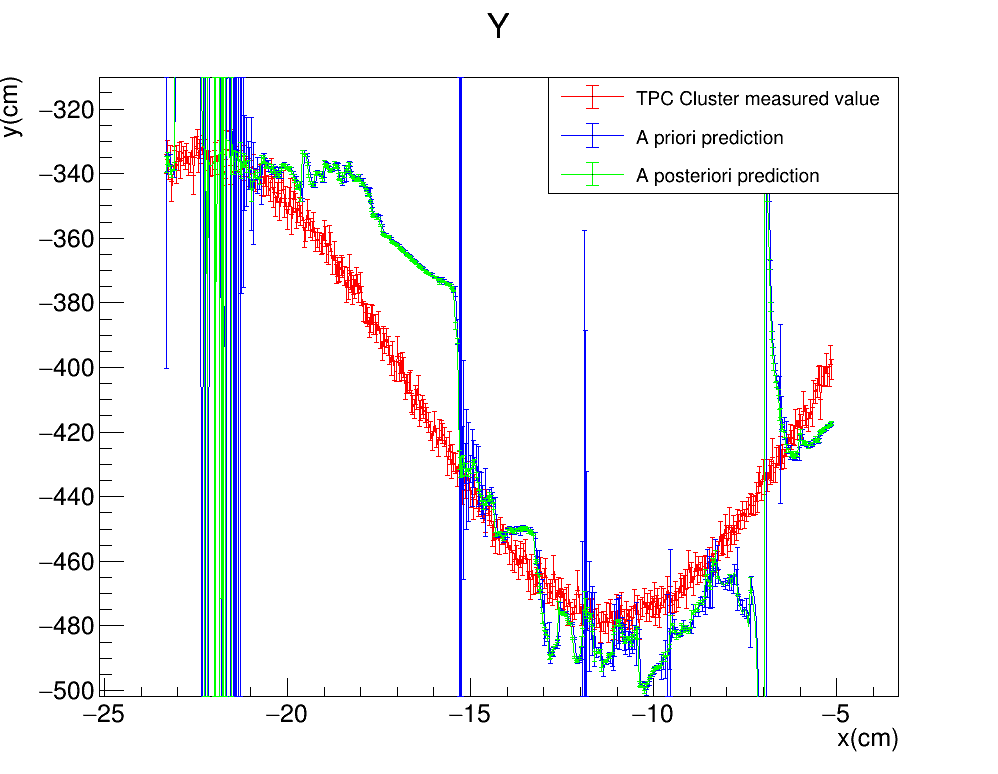 Y
y(cm)
−320
−340
−360
−380
−400
−420
−440
−460
−480
−500
TPC Cluster measured value
A priori prediction
A posteriori prediction
−25
−20
−15
−10
−5
x(cm)